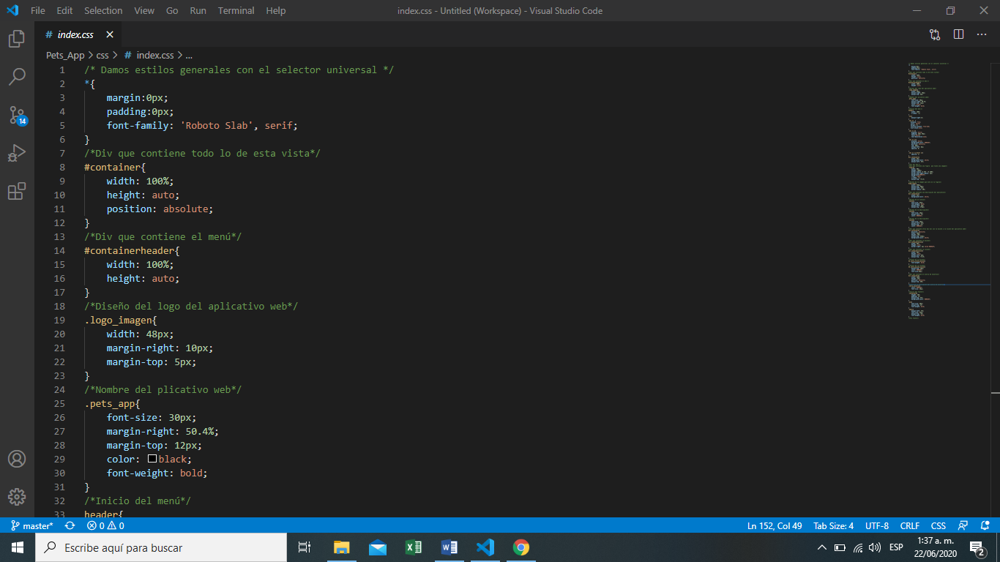 File Edit Selection View Go Run Terminal Help index.css - Untitled (Workspace) - Visual Studio Code
# index.css
Pets_App > css > # index.css > ...
1 /* Damos estilos generales con el selector universal */
2 *{
3 margin:0px;
4 padding:0px;
5 font-family: 'Roboto Slab', serif;
6 }
7 /*Div que contiene todo lo de esta vista*/
8 #container{
9 width: 100%;
10 height: auto;
11 position: absolute;
12 }
13 /*Div que contiene el menú*/
14 #containerheader{
15 width: 100%;
16 height: auto;
17 }
18 /*Diseño del logo del aplicativo web*/
19 .logo_imagen{
20 width: 48px;
21 margin-right: 10px;
22 margin-top: 5px;
23 }
24 /*Nombre del plicativo web*/
25 .pets_app{
26 font-size: 30px;
27 margin-right: 50.4%;
28 margin-top: 12px;
29 color: black;
30 font-weight: bold;
31 }
32 /*Inicio del menú*/
33 header{
14
master* 0 0 Ln 152, Col 49 Tab Size: 4 UTF-8 CRLF CSS
Escribe aquí para buscar
ESP
1:37 a. m.
22/06/2020
2